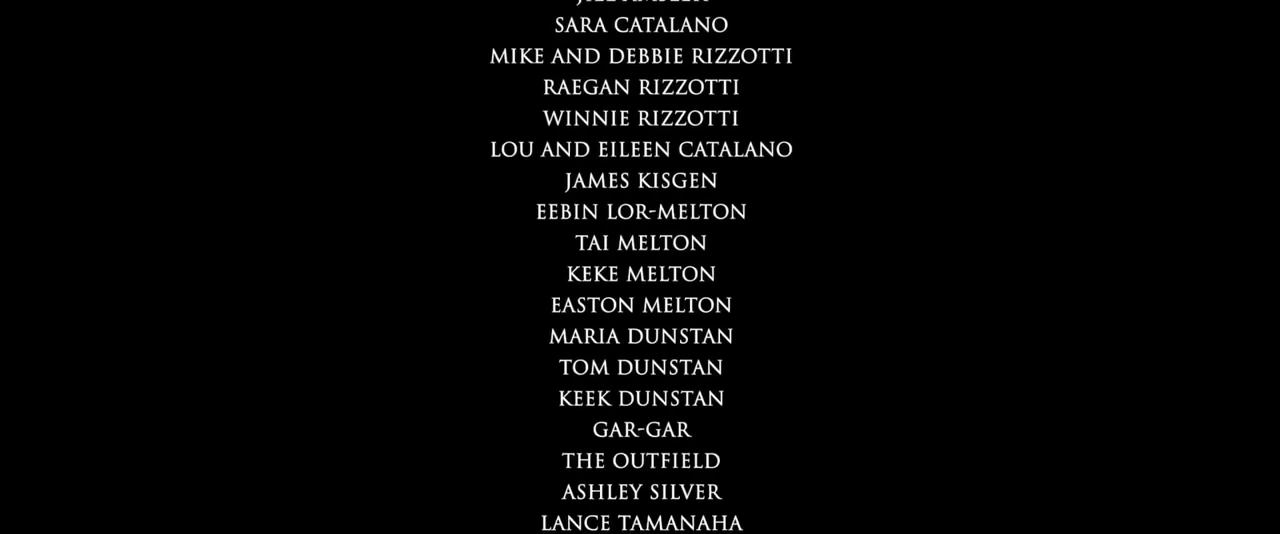 SARA CATALANO
MIKE AND DEBBIE RIZZOTTI
RAEGAN RIZZOTTI
WINNIE RIZZOTTI
LOU AND EILEEN CATALANO
JAMES KISGEN
EEBIN LOR-MELTON
TAI MELTON
KEKE MELTON
EASTON MELTON
MARIA DUNSTAN
TOM DUNSTAN
KEEK DUNSTAN
GAR-GAR
THE OUTFIELD
ASHLEY SILVER
LANCE TAMANAHA